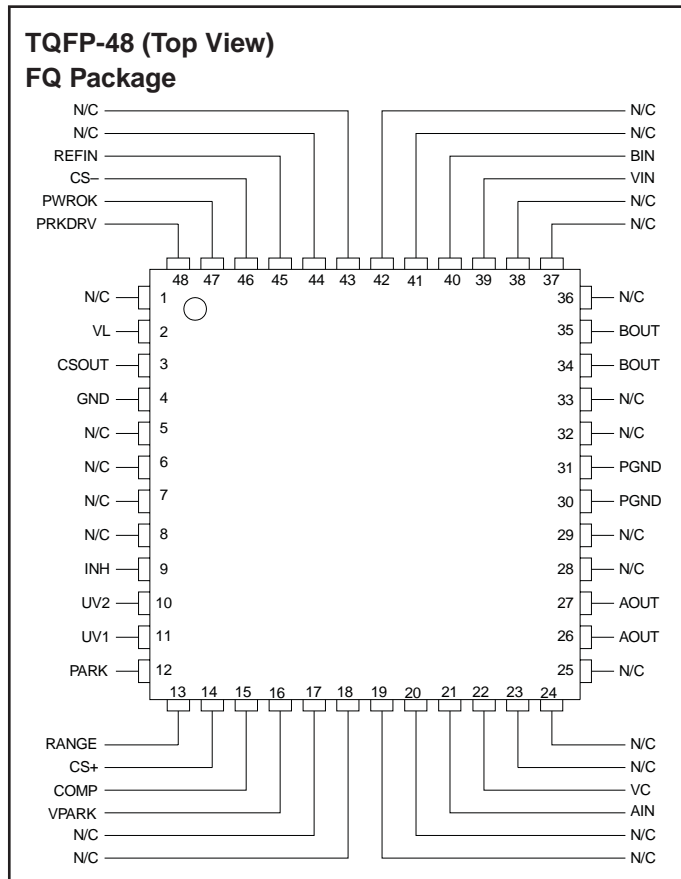 TQFP-48 (Top View)
FQ Package
N/C
N/C
REFIN
CS–
PWROK
PRKDRV
N/C
N/C
BIN
VIN
N/C
N/C
48 47 46 45 44 43 42 41 40 39 38 37
N/C 1
VL 2
CSOUT 3
GND 4
N/C 5
N/C 6
N/C 7
N/C 8
INH 9
UV2 10
UV1 11
PARK 12
36 N/C
35 BOUT
34 BOUT
33 N/C
32 N/C
31 PGND
30 PGND
29 N/C
28 N/C
27 AOUT
26 AOUT
25 N/C
13 14 15 16 17 18 19 20 21 22 23 24
RANGE
CS+
COMP
VPARK
N/C
N/C
N/C
N/C
VC
AIN
N/C
N/C